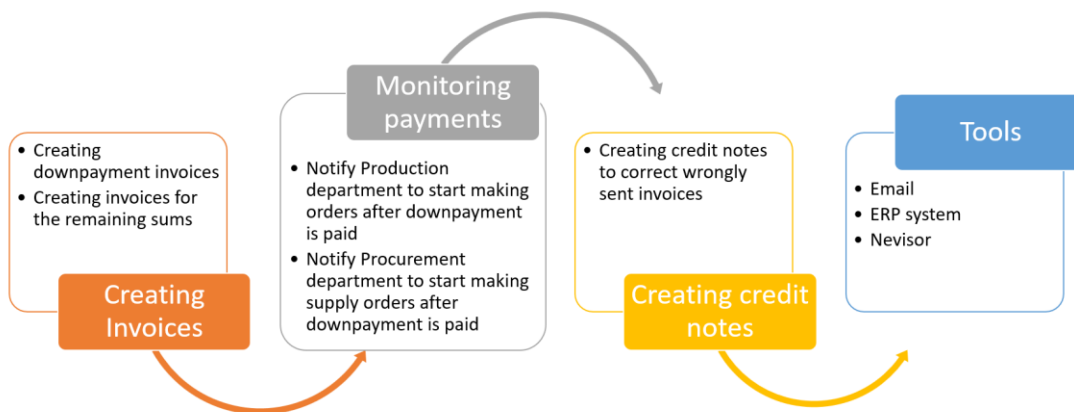 • Creating
downpayment invoices
• Creating invoices for
the remaining sums
Creating
Invoices
Monitoring
payments
• Notify Production
department to start making
orders after downpayment
is paid
• Notify Procurement
department to start making
supply orders after
downpayment is paid
• Creating credit notes
to correct wrongly
sent invoices
Creating credit
notes
Tools
• Email
• ERP system
• Nevisor